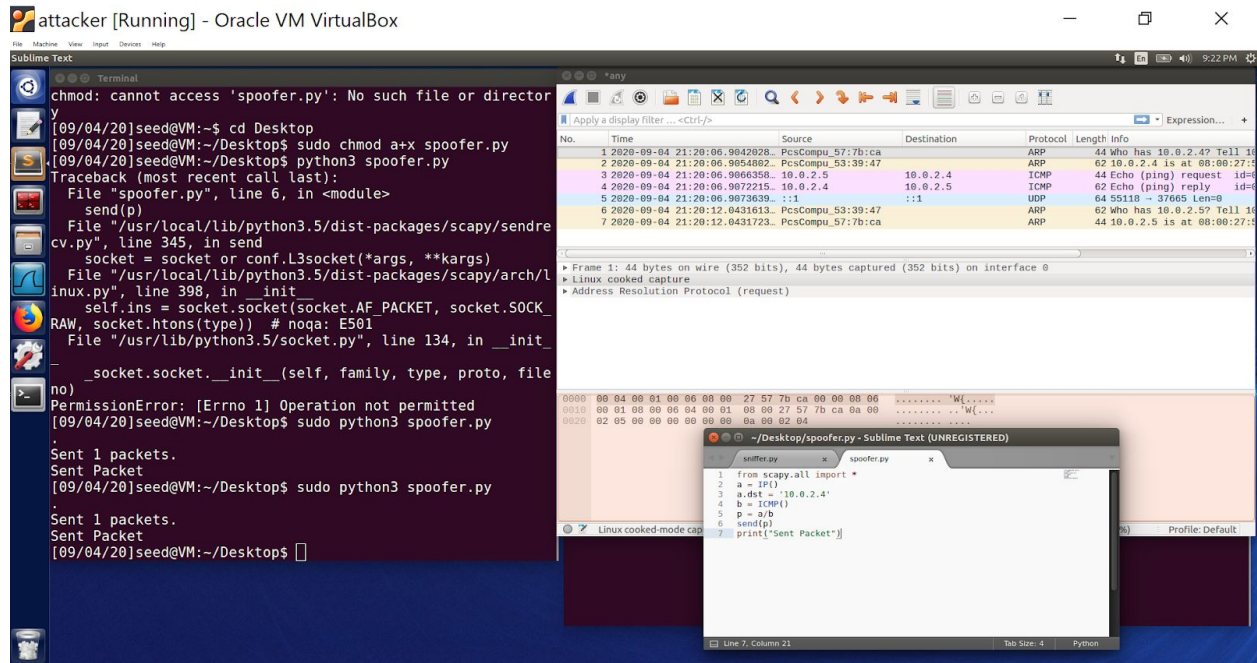 attacker [Running] - Oracle VM VirtualBox
File Machine View Input Devices Help
Sublime Text
En
9:22 PM
Terminal
chmod: cannot access 'spoofer.py': No such file or director
y
[09/04/20]seed@VM:~$ cd Desktop
[09/04/20]seed@VM:~/Desktop$ sudo chmod a+x spoofer.py
[09/04/20]seed@VM:~/Desktop$ python3 spoofer.py
Traceback (most recent call last):
File "spoofer.py", line 6, in <module>
send(p)
File "/usr/local/lib/python3.5/dist-packages/scapy/sendre
cv.py", line 345, in send
socket = socket or conf.L3socket(*args, **kargs)
File "/usr/local/lib/python3.5/dist-packages/scapy/arch/l
inux.py", line 398, in __init__
self.ins = socket.socket(socket.AF_PACKET, socket.SOCK_
RAW, socket.htons(type))  # noqa: E501
File "/usr/lib/python3.5/socket.py", line 134, in __init_
_
_socket.socket.__init__(self, family, type, proto, file
no)
PermissionError: [Errno 1] Operation not permitted
[09/04/20]seed@VM:~/Desktop$ sudo python3 spoofer.py
.
Sent 1 packets.
Sent Packet
[09/04/20]seed@VM:~/Desktop$ sudo python3 spoofer.py
.
Sent 1 packets.
Sent Packet
[09/04/20]seed@VM:~/Desktop$
*any
Apply a display filter ... <Ctrl-/>
Expression... +
No. Time Source Destination Protocol Length Info
1 2020-09-04 21:20:06.9042028… PcsCompu_57:7b:ca ARP 44 Who has 10.0.2.4? Tell 10
2 2020-09-04 21:20:06.9054802… PcsCompu_53:39:47 ARP 62 10.0.2.4 is at 08:00:27:5
3 2020-09-04 21:20:06.9066358… 10.0.2.5 10.0.2.4 ICMP 44 Echo (ping) request id=0
4 2020-09-04 21:20:06.9072215… 10.0.2.4 10.0.2.5 ICMP 62 Echo (ping) reply id=0
5 2020-09-04 21:20:06.9073639… ::1 ::1 UDP 64 55118 → 37665 Len=0
6 2020-09-04 21:20:12.0431613… PcsCompu_53:39:47 ARP 62 Who has 10.0.2.5? Tell 10
7 2020-09-04 21:20:12.0431723… PcsCompu_57:7b:ca ARP 44 10.0.2.5 is at 08:00:27:5
Frame 1: 44 bytes on wire (352 bits), 44 bytes captured (352 bits) on interface 0
Linux cooked capture
Address Resolution Protocol (request)
0000 00 04 00 01 00 06 08 00 27 57 7b ca 00 00 08 06 ........ 'W{.....
0010 00 01 08 00 06 04 00 01 08 00 27 57 7b ca 0a 00 ........ ..'W{...
0020 02 05 00 00 00 00 00 00 0a 00 02 04 ........ ....
Linux cooked-mode cap
%) Profile: Default
~/Desktop/spoofer.py - Sublime Text (UNREGISTERED)
sniffer.py x spoofer.py x
1 from scapy.all import *
2 a = IP()
3 a.dst = '10.0.2.4'
4 b = ICMP()
5 p = a/b
6 send(p)
7 print("Sent Packet")
Line 7, Column 21
Tab Size: 4 Python